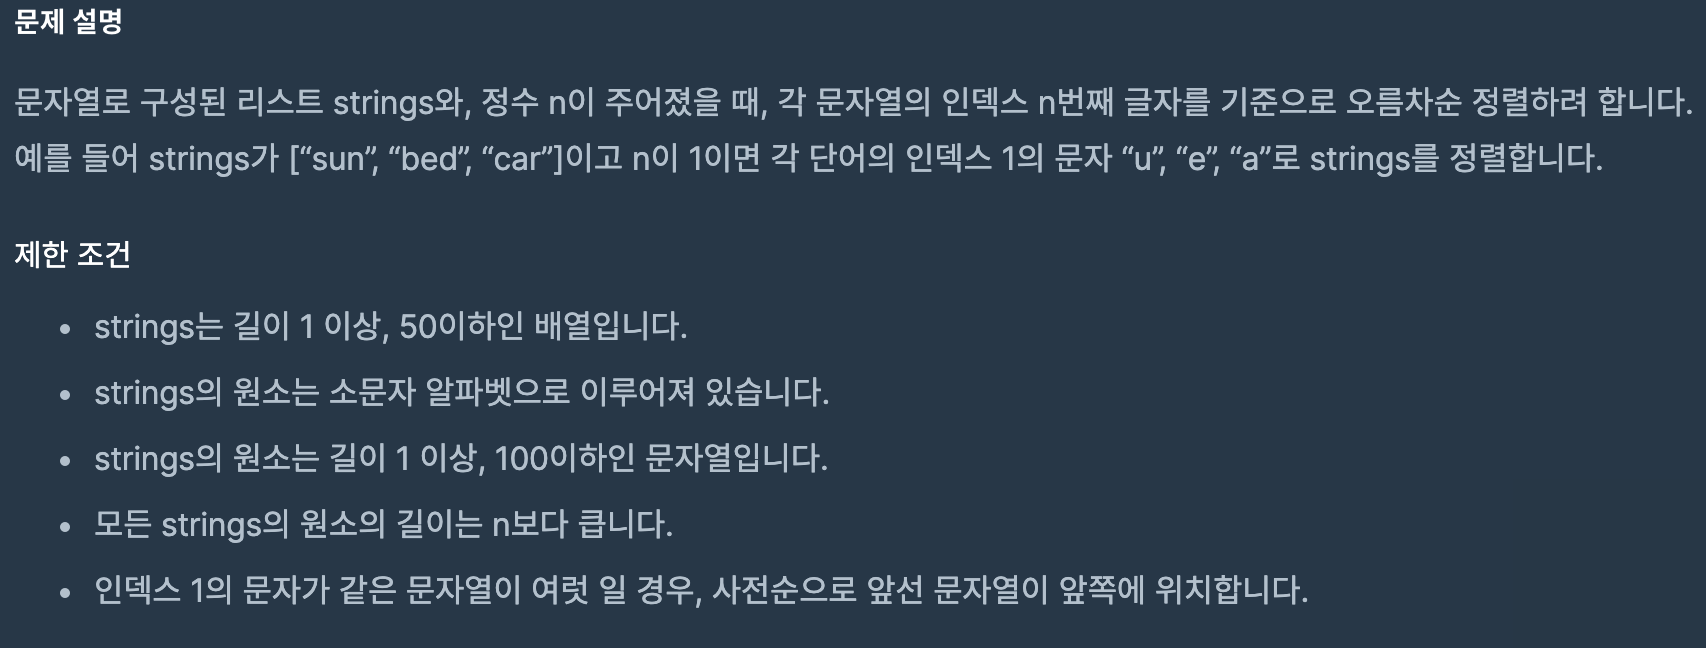 문제 설명
문자열로 구성된 리스트 strings와, 정수 n이 주어졌을 때, 각 문자열의 인덱스 n번째 글자를 기준으로 오름차순 정렬하려 합니다.
예를 들어 strings가 [“sun”, “bed”, “car”]이고 n이 1이면 각 단어의 인덱스 1의 문자 “u”, “e”, “a”로 strings를 정렬합니다.
제한 조건
• strings는 길이 1 이상, 50이하인 배열입니다.
• strings의 원소는 소문자 알파벳으로 이루어져 있습니다.
• strings의 원소는 길이 1 이상, 100이하인 문자열입니다.
• 모든 strings의 원소의 길이는 n보다 큽니다.
• 인덱스 1의 문자가 같은 문자열이 여럿 일 경우, 사전순으로 앞선 문자열이 앞쪽에 위치합니다.